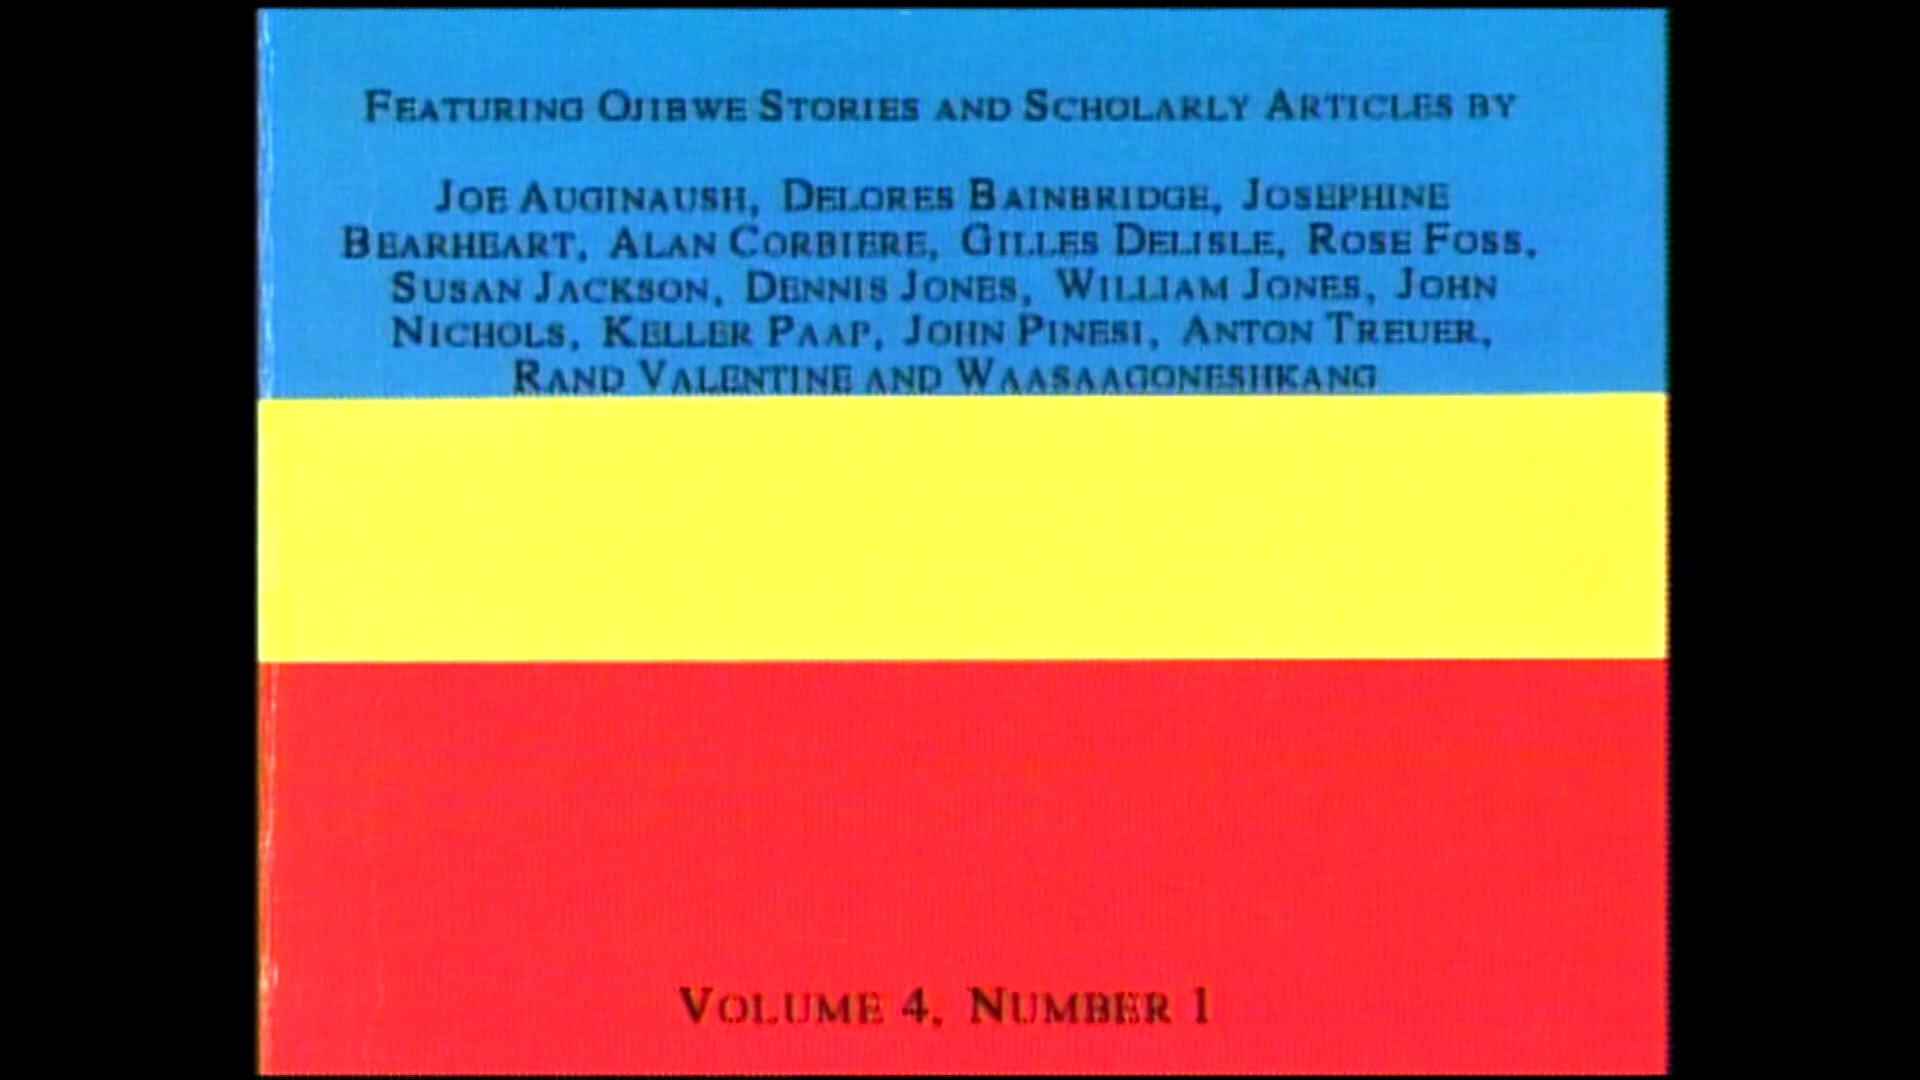 FEATURING OJIBWE STORIES AND SCHOLARLY ARTICLES BY
JOE AUGINAUSH, DELORES BAINBRIDGE, JOSEPHINE
BEARHEART, ALAN CORBIERE, GILLES DELISLE, ROSE FOSS,
SUSAN JACKSON, DENNIS JONES, WILLIAM JONES, JOHN
NICHOLS, KELLER PAAP, JOHN PINESI, ANTON TREUER,
RAND VALENTINE AND WAASAAGONESHKANG
VOLUME 4, NUMBER 1